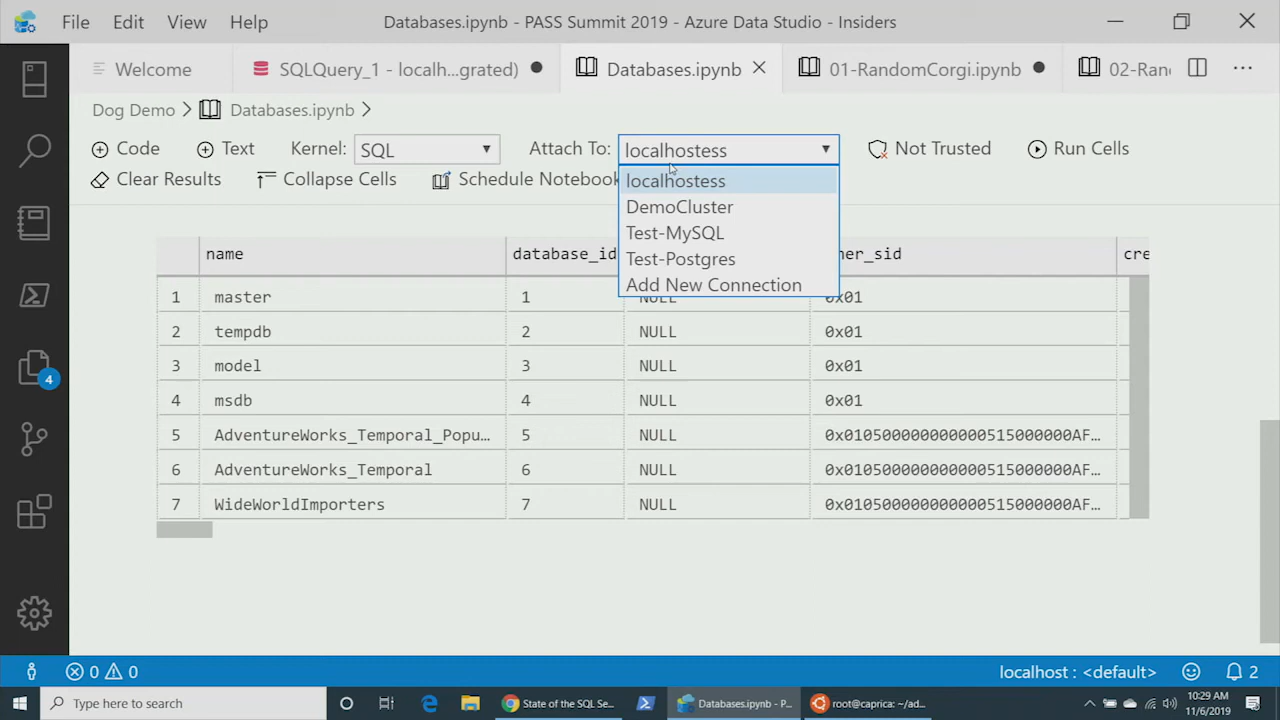 File Edit View Help Databases.ipynb - PASS Summit 2019 - Azure Data Studio - Insiders
Welcome SQLQuery_1 - localh...grated) Databases.ipynb 01-RandomCorgi.ipynb 02-Ran
Dog Demo Databases.ipynb
Code Text Kernel: SQL Attach To: localhostess Not Trusted Run Cells
Clear Results Collapse Cells Schedule Notebook
localhostess
DemoCluster
Test-MySQL
Test-Postgres
Add New Connection
name database_id ner_sid cre
1 master 1 NULL 0x01
2 tempdb 2 NULL 0x01
3 model 3 NULL 0x01
4 msdb 4 NULL 0x01
5 AdventureWorks_Temporal_Popu... 5 NULL 0x010500000000000515000000AF...
6 AdventureWorks_Temporal 6 NULL 0x010500000000000515000000AF...
7 WideWorldImporters 7 NULL 0x010500000000000515000000AF...
4
0 0 localhost : <default> 2
Type here to search State of the SQL Se... Databases.ipynb - P... root@caprica: ~/ad... 10:29 AM
11/6/2019